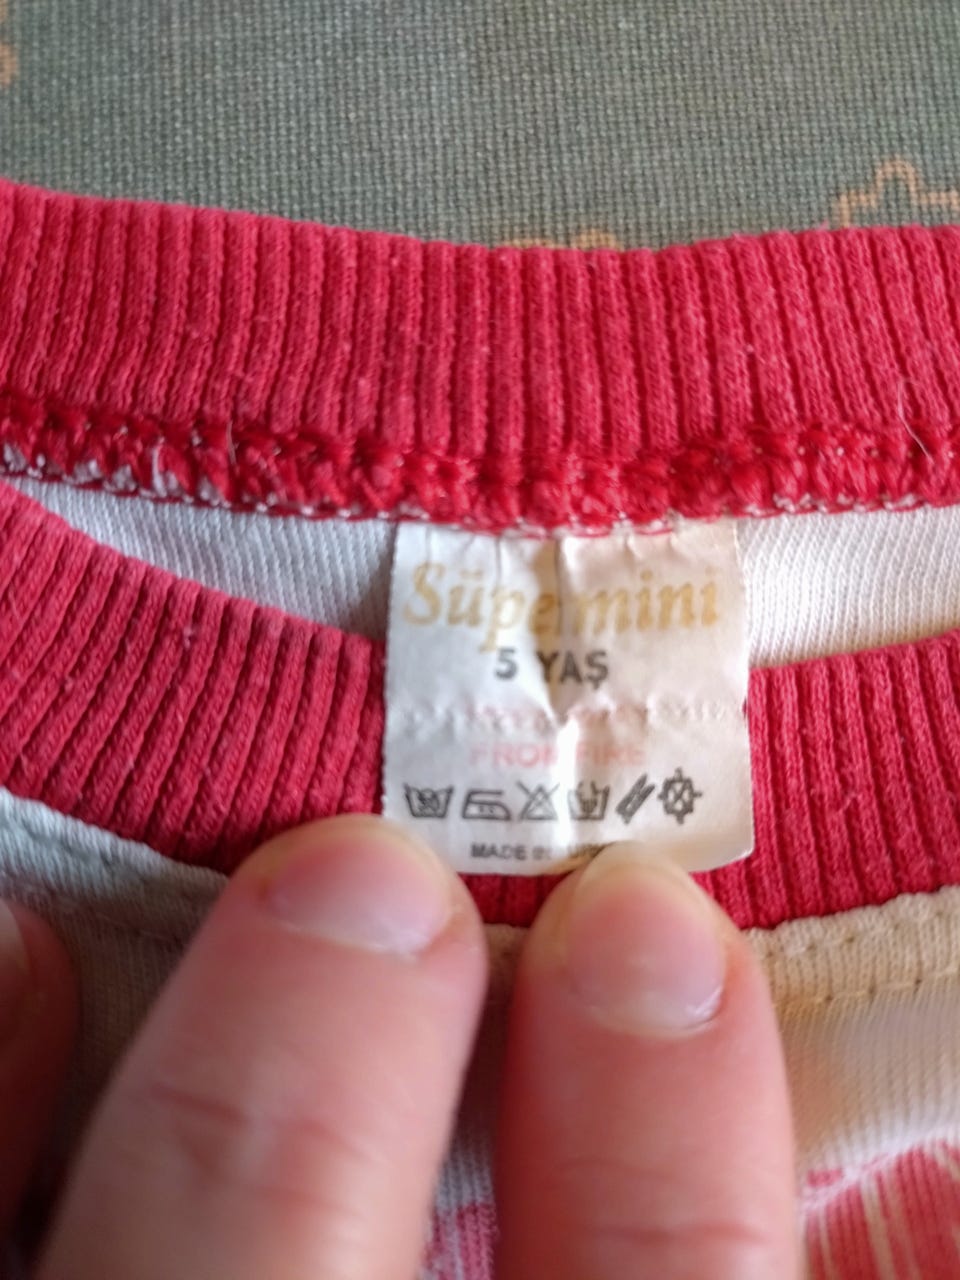 Süpermini
5 YAŞ
FROM FIRE
MADE IN